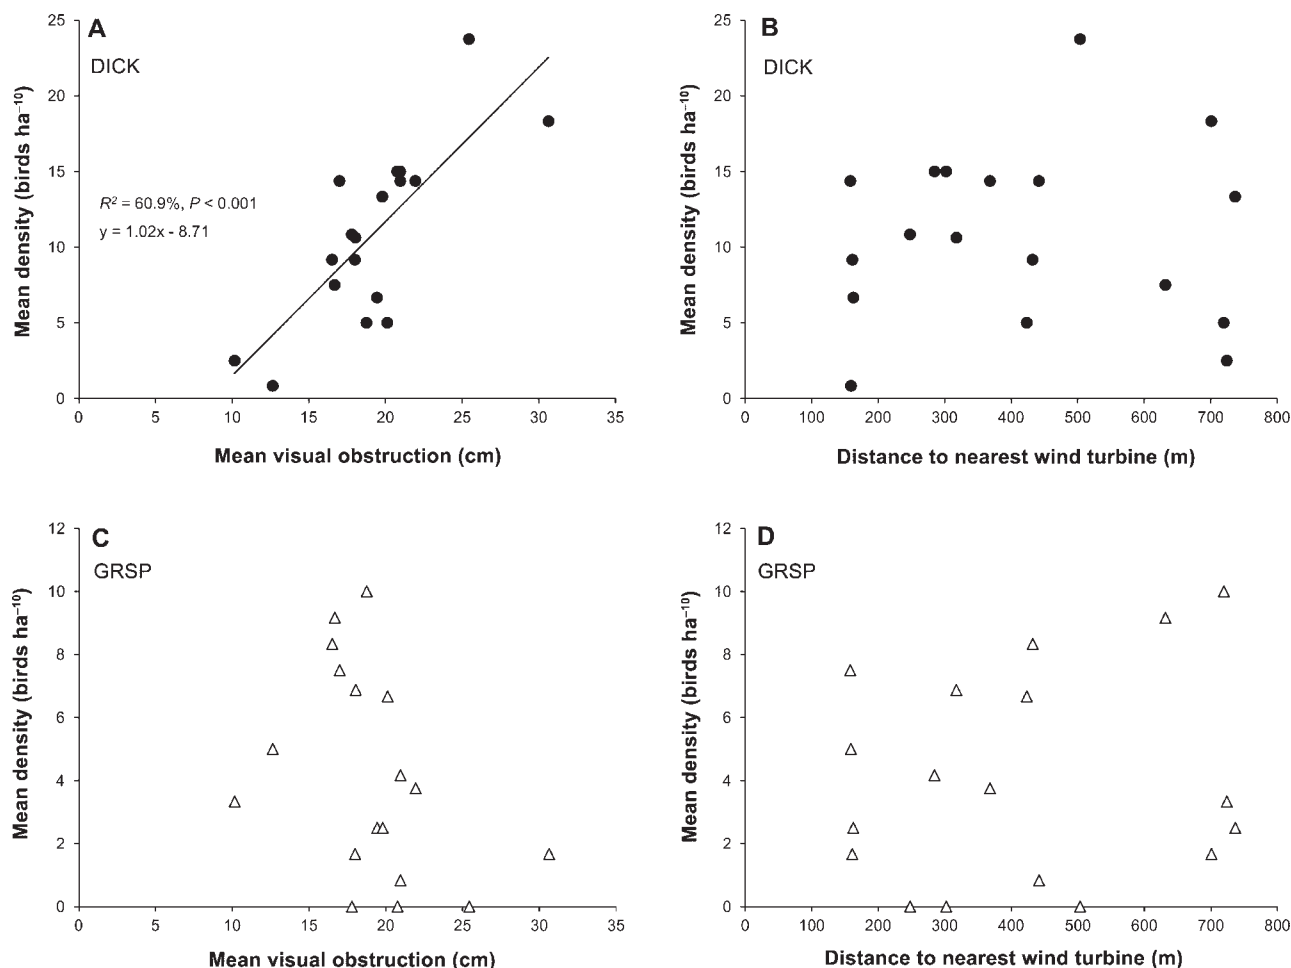 A
DICK
Mean density (birds ha⁻¹⁰)
25
20
15
10
5
0
R² = 60.9%, P < 0.001
y = 1.02x - 8.71
0 5 10 15 20 25 30 35
Mean visual obstruction (cm)
B
DICK
Mean density (birds ha⁻¹⁰)
25
20
15
10
5
0
0 100 200 300 400 500 600 700 800
Distance to nearest wind turbine (m)
C
GRSP
Mean density (birds ha⁻¹⁰)
12
10
8
6
4
2
0
0 5 10 15 20 25 30 35
Mean visual obstruction (cm)
D
GRSP
Mean density (birds ha⁻¹⁰)
12
10
8
6
4
2
0
0 100 200 300 400 500 600 700 800
Distance to nearest wind turbine (m)